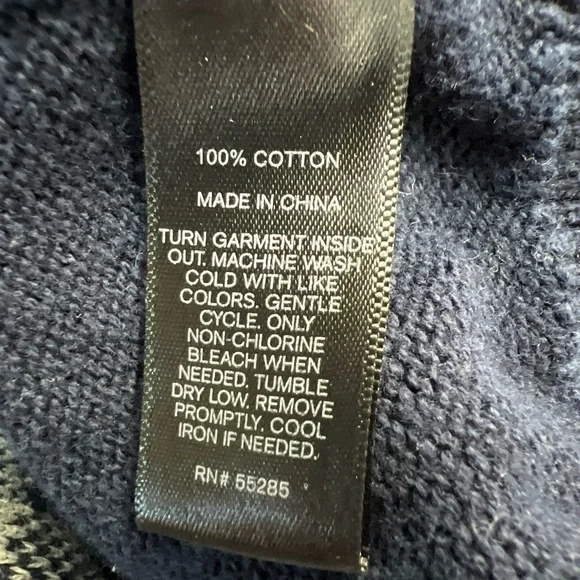 100% COTTON
MADE IN CHINA
TURN GARMENT INSIDE
OUT. MACHINE WASH
COLD WITH LIKE
COLORS. GENTLE
CYCLE. ONLY
NON-CHLORINE
BLEACH WHEN
NEEDED. TUMBLE
DRY LOW. REMOVE
PROMPTLY. COOL
IRON IF NEEDED.
RN# 55285